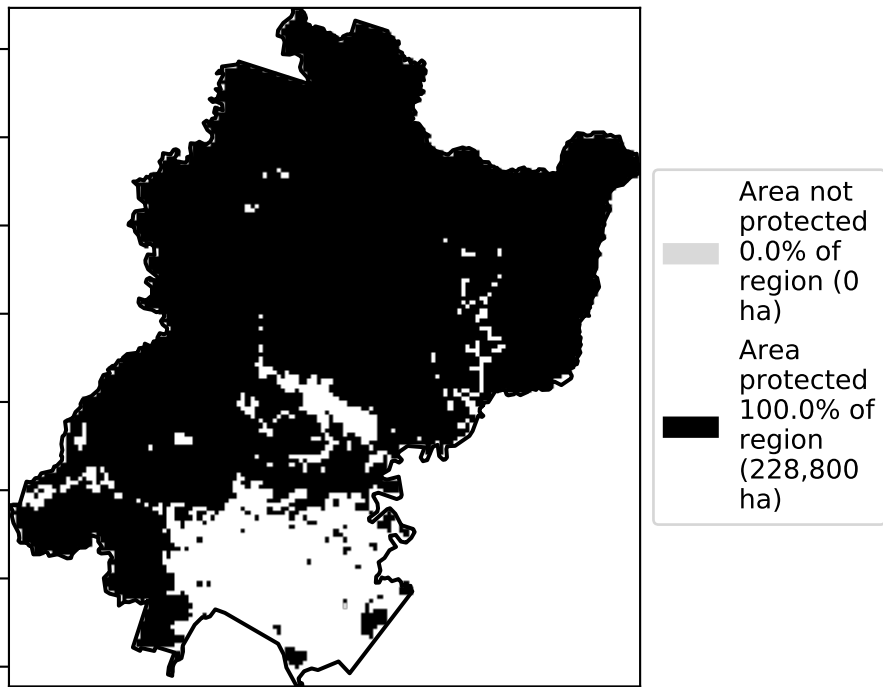 Area not
protected
0.0% of
region (0
ha)
Area
protected
100.0% of
region
(228,800
ha)